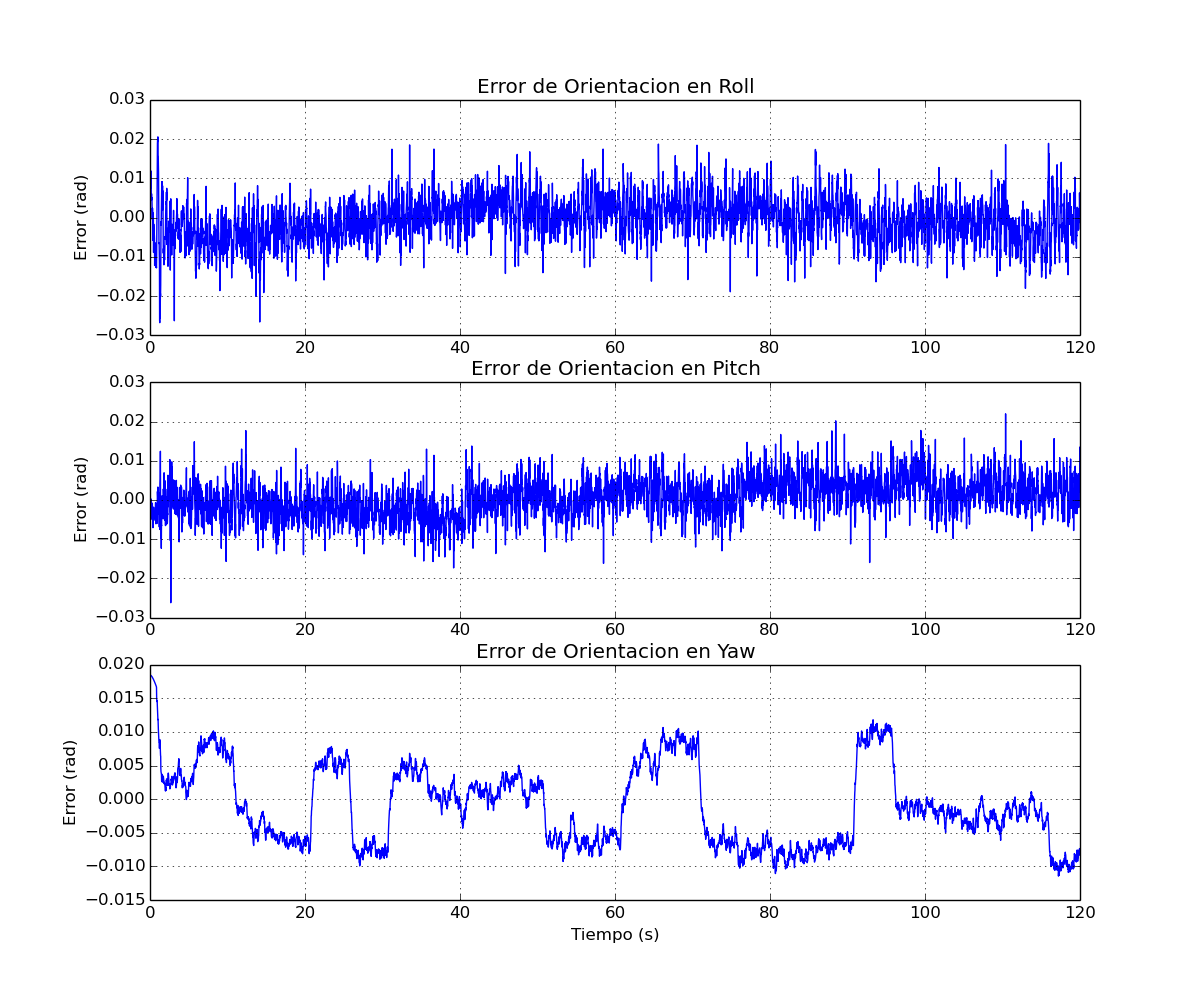 Error de Orientacion en Roll
0.03
0.02
0.01
0.00
−0.01
−0.02
−0.03
Error (rad)
0 20 40 60 80 100 120
Error de Orientacion en Pitch
0.03
0.02
0.01
0.00
−0.01
−0.02
−0.03
Error (rad)
0 20 40 60 80 100 120
Error de Orientacion en Yaw
0.020
0.015
0.010
0.005
0.000
−0.005
−0.010
−0.015
Error (rad)
0 20 40 60 80 100 120
Tiempo (s)